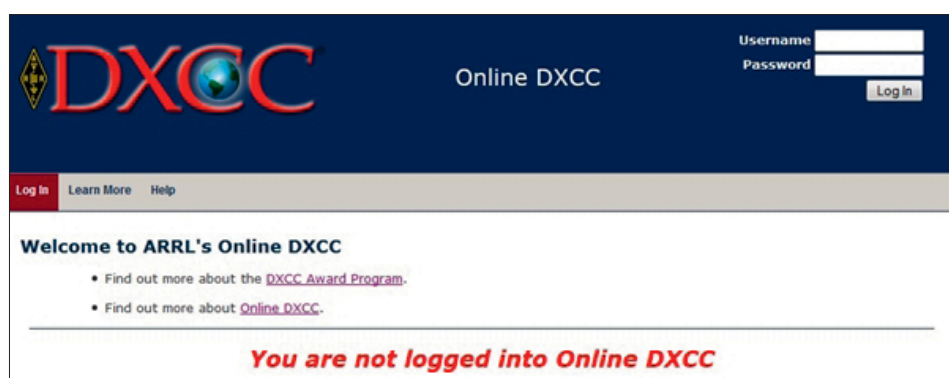 DXCC
Online DXCC
Username
Password
Log In
Log In Learn More Help
Welcome to ARRL's Online DXCC
• Find out more about the DXCC Award Program.
• Find out more about Online DXCC.
You are not logged into Online DXCC